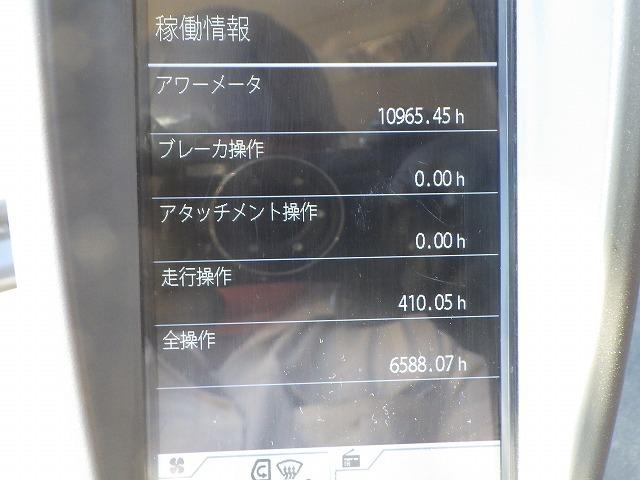 稼働情報
アワーメータ
10965.45 h
ブレーカ操作
0.00 h
アタッチメント操作
0.00 h
走行操作
410.05 h
全操作
6588.07 h